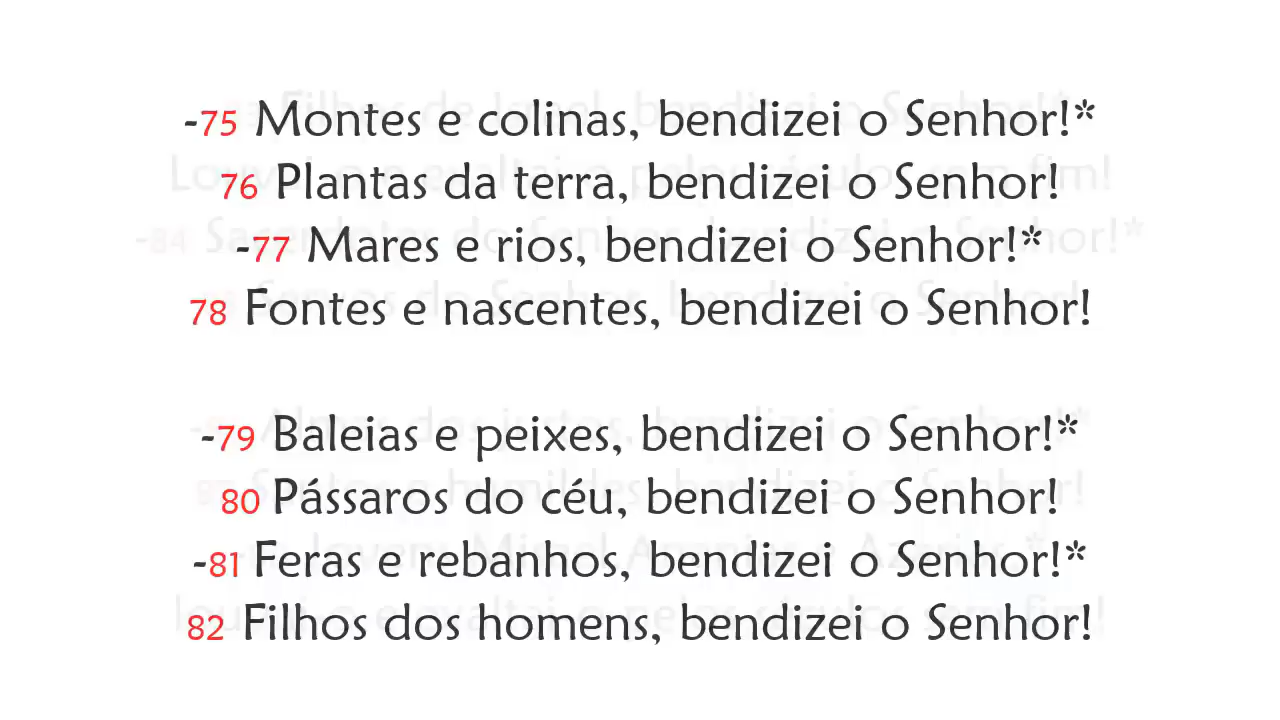 -75 Montes e colinas, bendizei o Senhor!*
76 Plantas da terra, bendizei o Senhor!
-77 Mares e rios, bendizei o Senhor!*
78 Fontes e nascentes, bendizei o Senhor!
-79 Baleias e peixes, bendizei o Senhor!*
80 Pássaros do céu, bendizei o Senhor!
-81 Feras e rebanhos, bendizei o Senhor!*
82 Filhos dos homens, bendizei o Senhor!